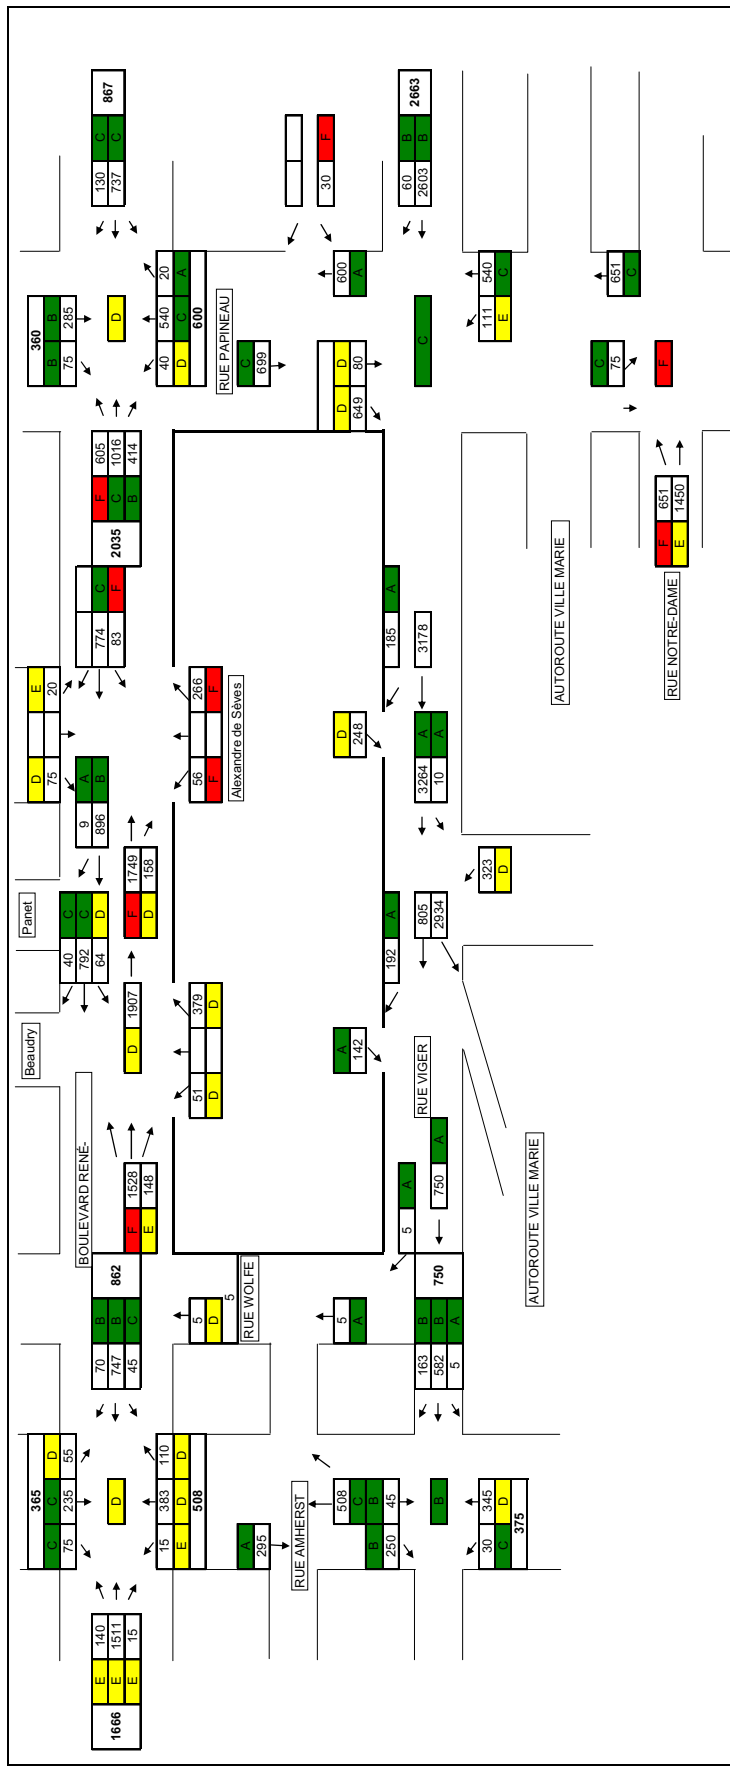 365
C C D
75 235 55
Beaudry
Panet
D E
75 20
360
B B
75 285
BOULEVARD RENÉ-
E 140
1666 E 1511
E 15
D
70 B
747 B 862
45 C
F 1528
E 148
D 1907
40 C
792 C
64 D
F 1749
D 158
9 A
896 B
774 C
83 F
F 605
2035 C 1016
B 414
D
130 C
737 C 867
15 383 110
E D D
508
5
D
5
51 379
D D
56 266
F F
40 540 20
D C A
600
RUE WOLFE
Alexandre de Sèves
RUE PAPINEAU
A
295
C
699
RUE AMHERST
30 F
508
C
B B
250 45
5
A
A
142
D
248
D D
649 80
600
A
192 A
185 A
5 A
163 B
582 B 750
5 A
B
RUE VIGER
750 A
805
2934
3264 A
10 A
3178
C
60 B
2603 B 2663
30 345
C D
375
323
D
111 540
E C
AUTOROUTE VILLE MARIE
AUTOROUTE VILLE MARIE
C
75
651
C
F 651
E 1450
F
RUE NOTRE-DAME